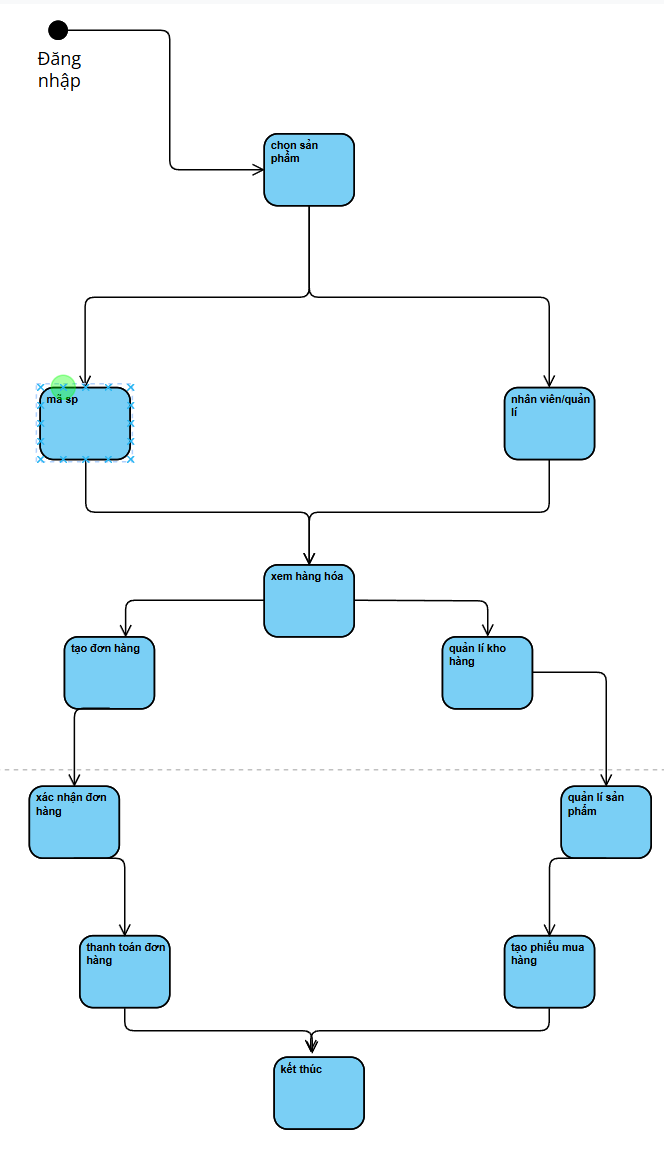 Đăng
nhập
chọn sản
phẩm
mã sp
nhân viên/quản
lí
xem hàng hóa
tạo đơn hàng
quản lí kho
hàng
xác nhận đơn
hàng
quản lí sản
phẩm
thanh toán đơn
hàng
tạo phiếu mua
hàng
kết thúc